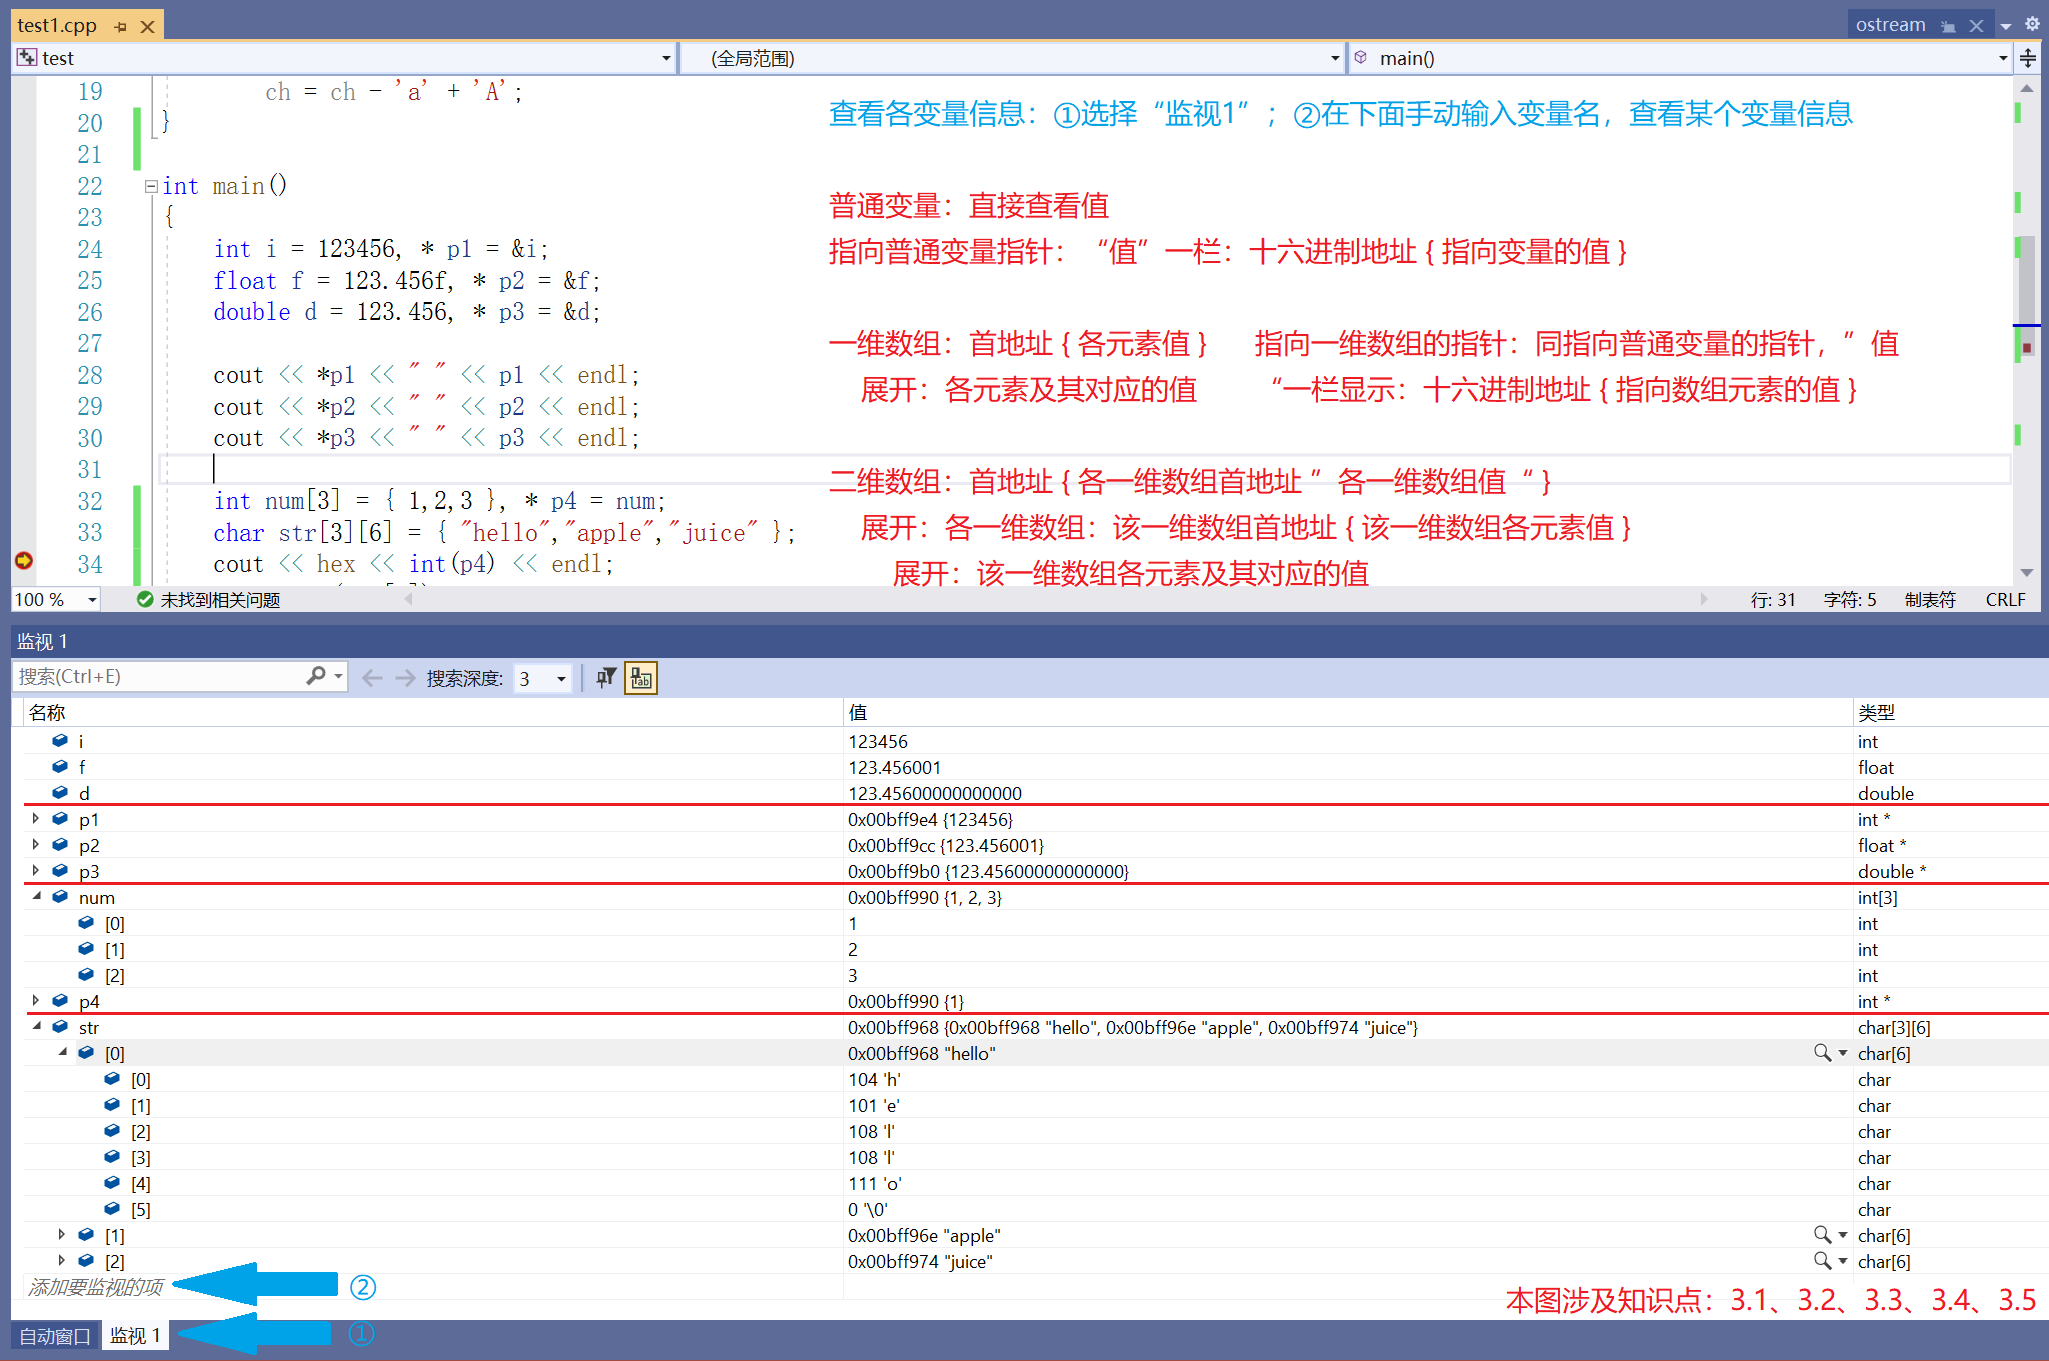 test1.cpp
ostream
test
(全局范围)
main()
19 ch = ch - 'a' + 'A';
20 }
21
22 int main()
23 {
24 int i = 123456, * p1 = &i;
25 float f = 123.456f, * p2 = &f;
26 double d = 123.456, * p3 = &d;
27
28 cout << *p1 << " " << p1 << endl;
29 cout << *p2 << " " << p2 << endl;
30 cout << *p3 << " " << p3 << endl;
31
32 int num[3] = { 1,2,3 }, * p4 = num;
33 char str[3][6] = { "hello","apple","juice" };
34 cout << hex << int(p4) << endl;
查看各变量信息：①选择“监视1”；②在下面手动输入变量名，查看某个变量信息
普通变量：直接查看值
指向普通变量指针：“值”一栏：十六进制地址 { 指向变量的值 }
一维数组：首地址 { 各元素值 }
展开：各元素及其对应的值
指向一维数组的指针：同指向普通变量的指针，”值
“一栏显示：十六进制地址 { 指向数组元素的值 }
二维数组：首地址 { 各一维数组首地址 ”各一维数组值“ }
展开：各一维数组：该一维数组首地址 { 该一维数组各元素值 }
展开：该一维数组各元素及其对应的值
100 %
未找到相关问题
行: 31 字符: 5 制表符 CRLF
监视 1
搜索(Ctrl+E)
搜索深度: 3
名称 值 类型
i 123456 int
f 123.456001 float
d 123.45600000000000 double
p1 0x00bff9e4 {123456} int *
p2 0x00bff9cc {123.456001} float *
p3 0x00bff9b0 {123.45600000000000} double *
num 0x00bff990 {1, 2, 3} int[3]
[0] 1 int
[1] 2 int
[2] 3 int
p4 0x00bff990 {1} int *
str 0x00bff968 {0x00bff968 "hello", 0x00bff96e "apple", 0x00bff974 "juice"} char[3][6]
[0] 0x00bff968 "hello" char[6]
[0] 104 'h' char
[1] 101 'e' char
[2] 108 'l' char
[3] 108 'l' char
[4] 111 'o' char
[5] 0 '\0' char
[1] 0x00bff96e "apple" char[6]
[2] 0x00bff974 "juice" char[6]
添加要监视的项 ②
本图涉及知识点：3.1、3.2、3.3、3.4、3.5
自动窗口 监视 1 ①